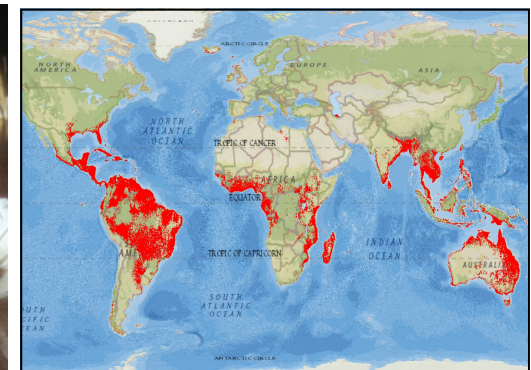 ARCTIC CIRCLE
NORTH
AMERICA
EUROPE
ASIA
NORTH
ATLANTIC
OCEAN
TROPIC OF CANCER
AFRICA
EQUATOR
INDIAN
OCEAN
TROPIC OF CAPRICORN
AUSTRALIA
SOUTH
ATLANTIC
OCEAN
ANTARCTIC CIRCLE